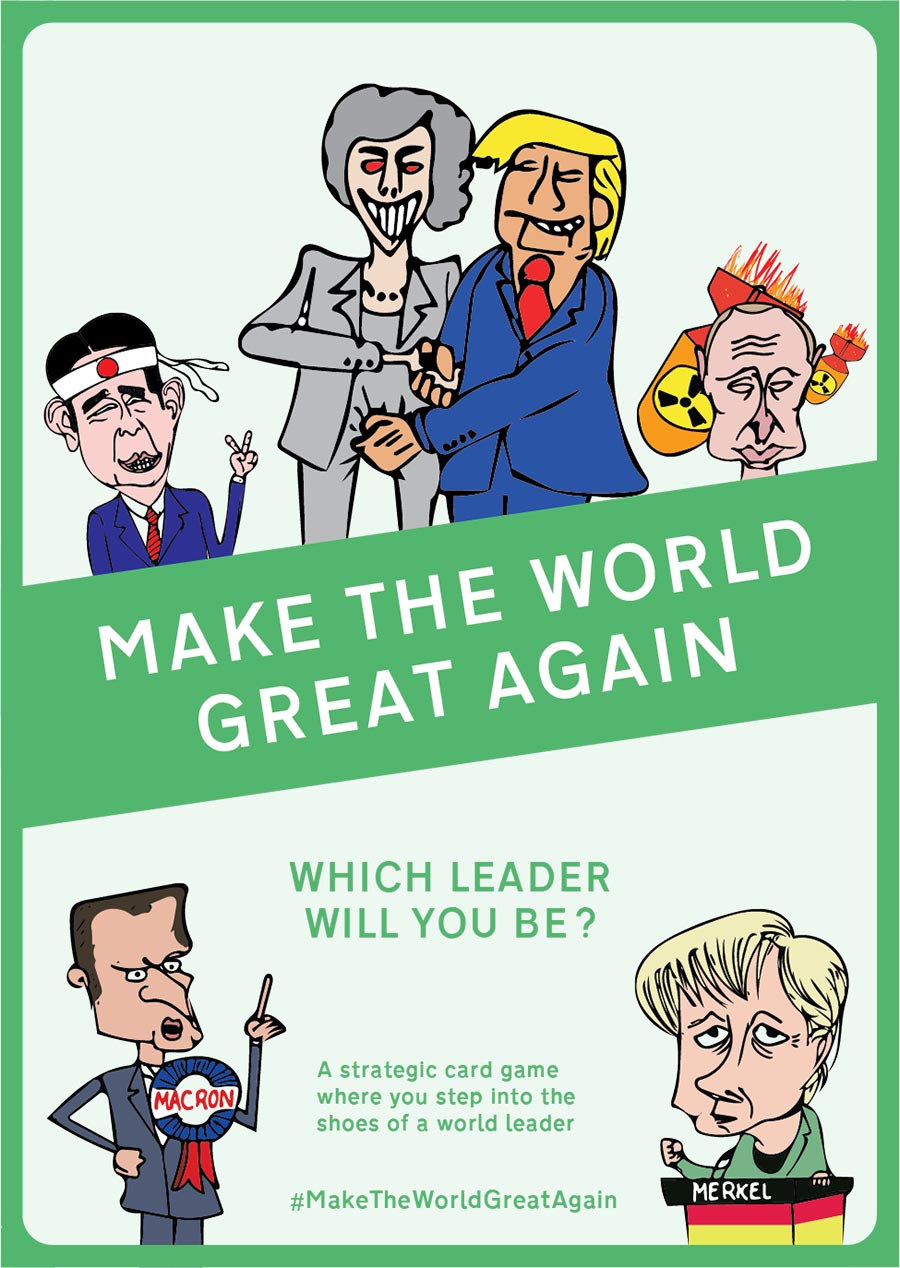 MAKE THE WORLD
GREAT AGAIN
WHICH LEADER
WILL YOU BE?
MACRON
A strategic card game
where you step into the
shoes of a world leader
MERKEL
#MakeTheWorldGreatAgain